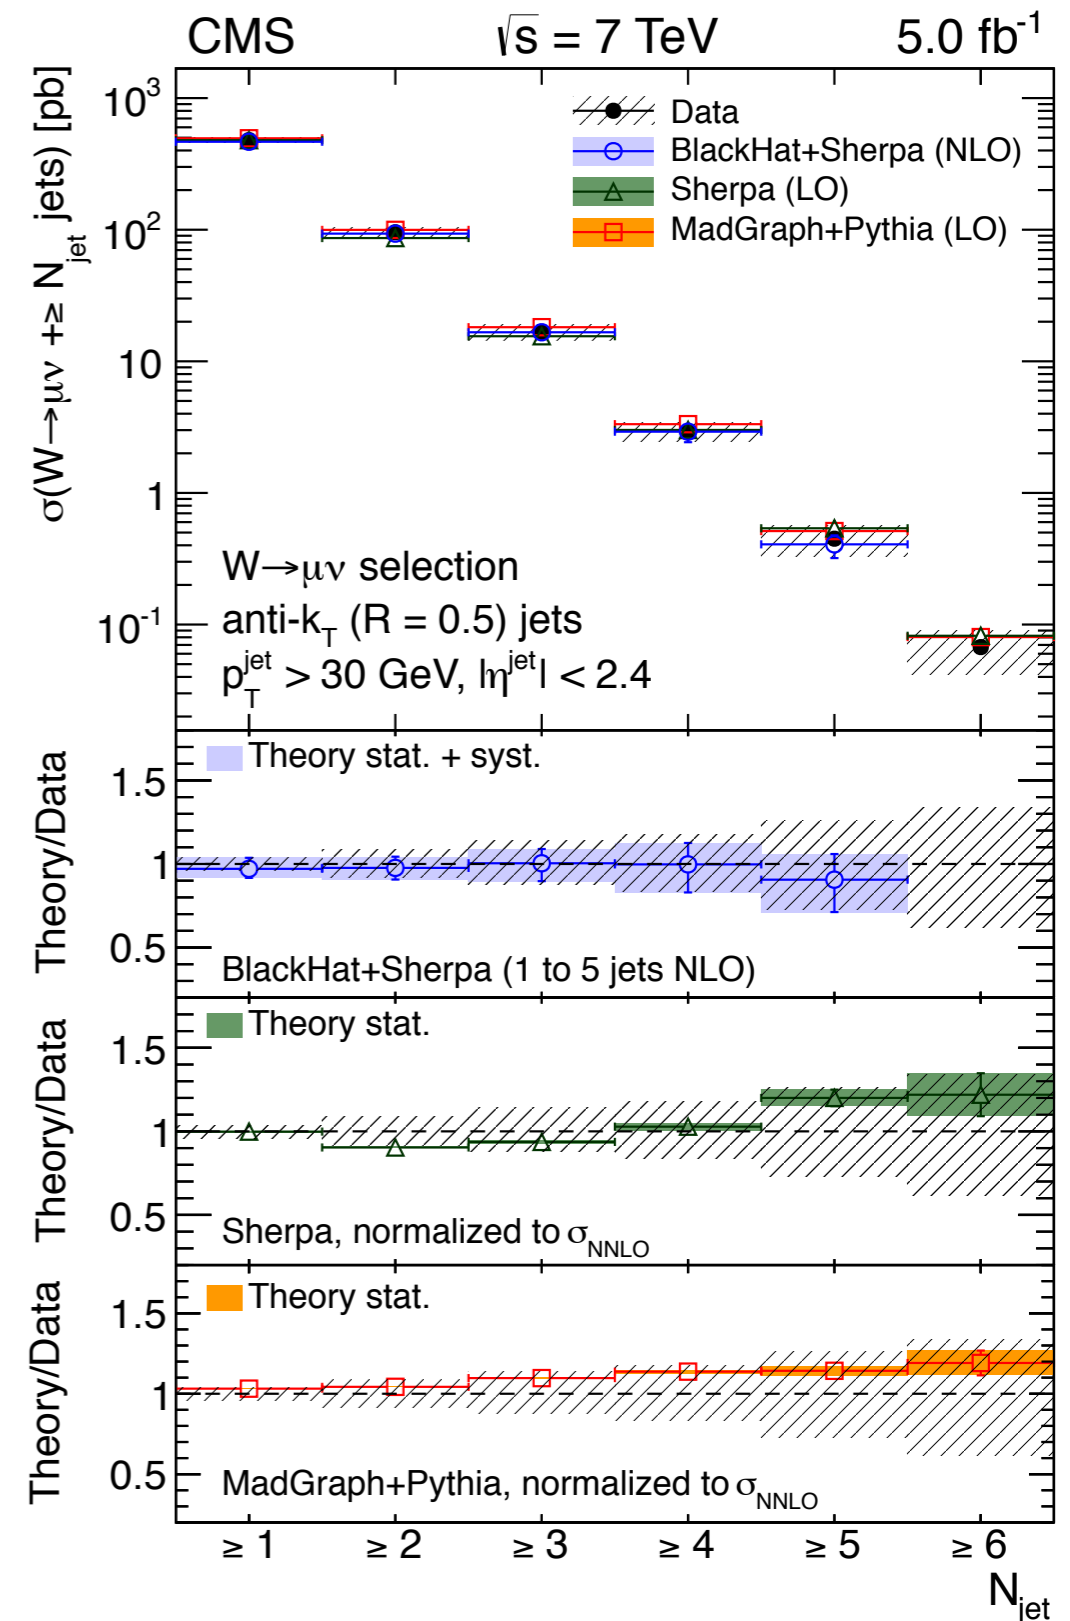 CMS √s = 7 TeV 5.0 fb⁻¹
σ(W→μν +≥ N_jet jets) [pb]
10³
10²
10
1
10⁻¹
Data
BlackHat+Sherpa (NLO)
Sherpa (LO)
MadGraph+Pythia (LO)
W→μν selection
anti-k_T (R = 0.5) jets
p_T^jet > 30 GeV, |η^jet| < 2.4
Theory/Data
1.5
1
0.5
Theory stat. + syst.
BlackHat+Sherpa (1 to 5 jets NLO)
Theory/Data
1.5
1
0.5
Theory stat.
Sherpa, normalized to σ_NNLO
Theory/Data
1.5
1
0.5
Theory stat.
MadGraph+Pythia, normalized to σ_NNLO
≥ 1 ≥ 2 ≥ 3 ≥ 4 ≥ 5 ≥ 6
N_jet